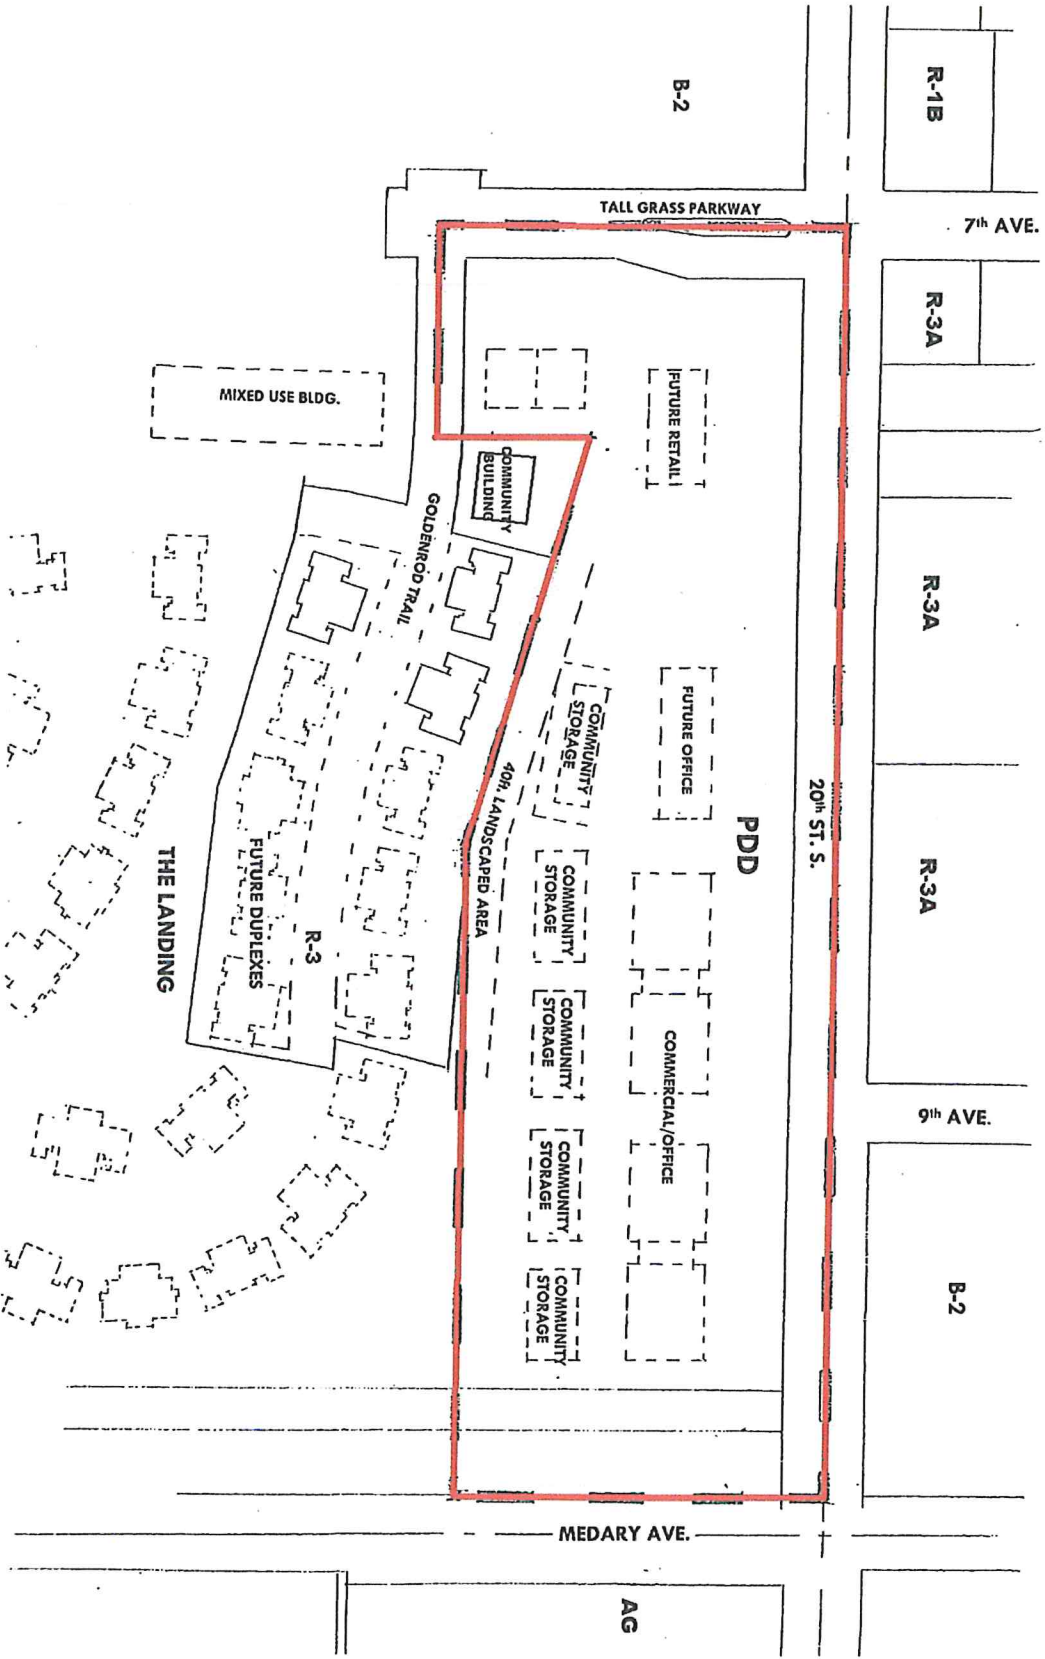 R-1B
B-2
7th AVE.
TALL GRASS PARKWAY
R-3A
FUTURE RETAIL
MIXED USE BLDG.
COMMUNITY
BUILDING
GOLDENROD TRAIL
R-3A
COMMUNITY
STORAGE
FUTURE OFFICE
20th ST. S.
PDD
40ft. LANDSCAPED AREA
R-3A
COMMUNITY
STORAGE
FUTURE DUPLEXES
R-3
THE LANDING
COMMUNITY
STORAGE
COMMERCIAL/OFFICE
9th AVE.
COMMUNITY
STORAGE
COMMUNITY
STORAGE
B-2
MEDARY AVE.
AG